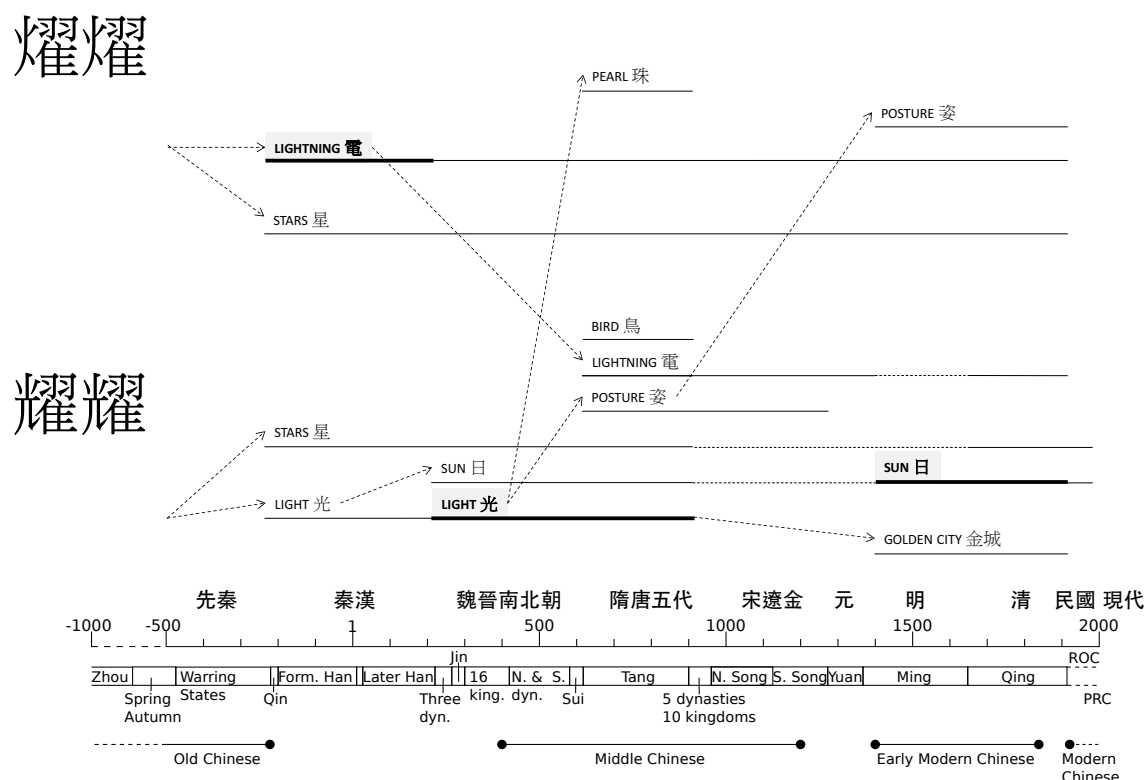 燿燿
PEARL 珠
POSTURE 姿
LIGHTNING 電
STARS 星
BIRD 鳥
LIGHTNING 電
耀耀
POSTURE 姿
STARS 星
SUN 日
SUN 日
LIGHT 光
LIGHT 光
GOLDEN CITY 金城
先秦 秦漢 魏晉南北朝 隋唐五代 宋遼金 元 明 清 民國 現代
-1000 -500 1 500 1000 1500 2000
Jin ROC
Zhou Warring Form. Han Later Han 16 N. & S. Tang N. Song S. Song Yuan Ming Qing
States king. dyn.
Spring Qin Three Sui 5 dynasties PRC
Autumn dyn. 10 kingdoms
Old Chinese Middle Chinese Early Modern Chinese Modern
Chinese